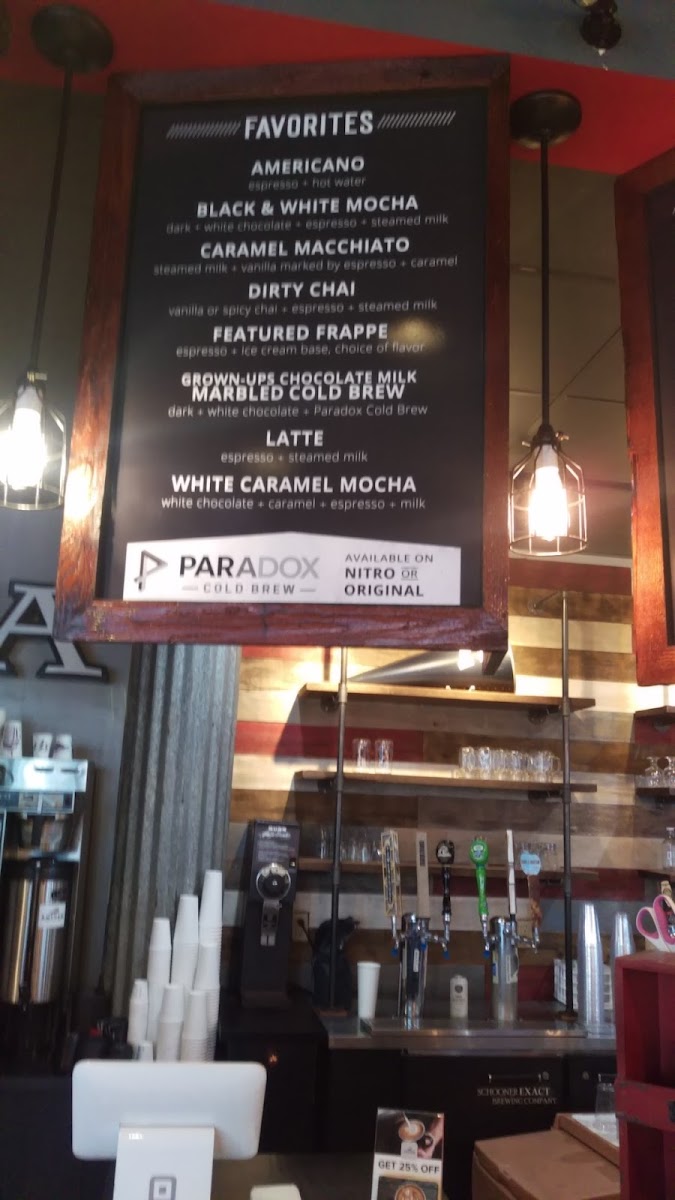 FAVORITES
AMERICANO
espresso + hot water
BLACK & WHITE MOCHA
dark + white chocolate + espresso + steamed milk
CARAMEL MACCHIATO
steamed milk + vanilla marked by espresso + caramel
DIRTY CHAI
vanilla or spicy chai + espresso + steamed milk
FEATURED FRAPPE
espresso + ice cream base, choice of flavor
GROWN-UPS CHOCOLATE MILK
MARBLED COLD BREW
dark + white chocolate + Paradox Cold Brew
LATTE
espresso + steamed milk
WHITE CARAMEL MOCHA
white chocolate + caramel + espresso + milk
PARADOX
COLD BREW
AVAILABLE ON
NITRO OR
ORIGINAL
A
SCHOONER EXACT
BREWING COMPANY
GET 25% OFF